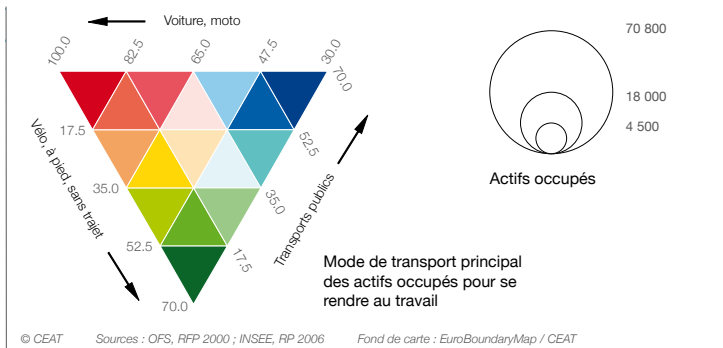 Voiture, moto
100.0
82.5
65.0
47.5
30.0
70.0
52.5
35.0
17.5
Transports publics
17.5
35.0
52.5
70.0
Vélo, à pied, sans trajet
70 800
18 000
4 500
Actifs occupés
Mode de transport principal
des actifs occupés pour se
rendre au travail
© CEAT Sources : OFS, RFP 2000 ; INSEE, RP 2006 Fond de carte : EuroBoundaryMap / CEAT